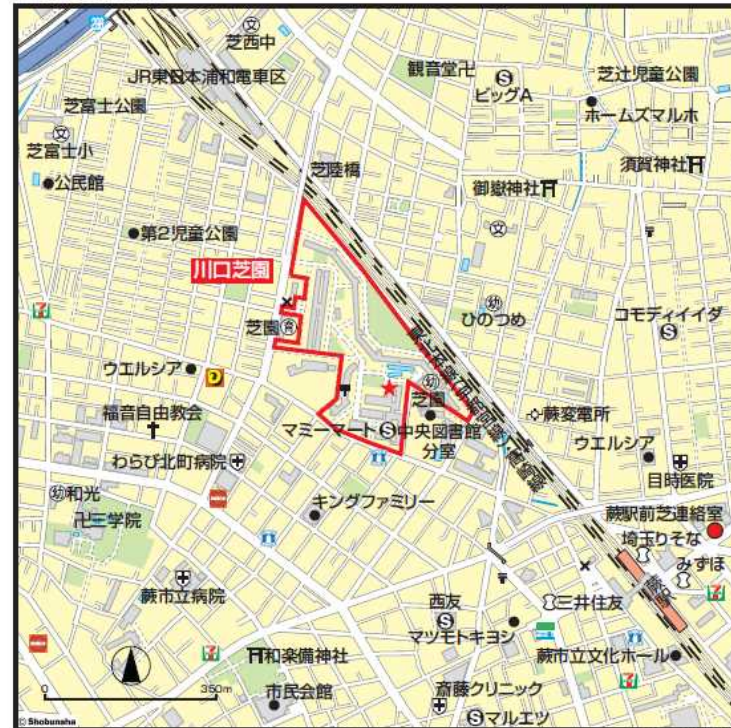 芝西中
JR東日本浦和電車区
観音堂
ビッグA
芝辻児童公園
芝富士公園
ホームズマルホ
芝富士小
公民館
芝陸橋
須賀神社
御嶽神社
第2児童公園
川口芝園
ひのつめ
芝園
コモディイイダ
ウエルシア
芝園
蕨変電所
福音自由教会
マミーマート
中央図書館
分室
ウエルシア
わらび北町病院
目時医院
和光
キングファミリー
三学院
蕨駅前芝連絡室
埼玉りそな
みずほ
蕨駅
蕨市立病院
西友
三井住友
マツモトキヨシ
和楽備神社
蕨市立文化ホール
0
350m
市民会館
斎藤クリニック
マルエツ
© Shobunsha